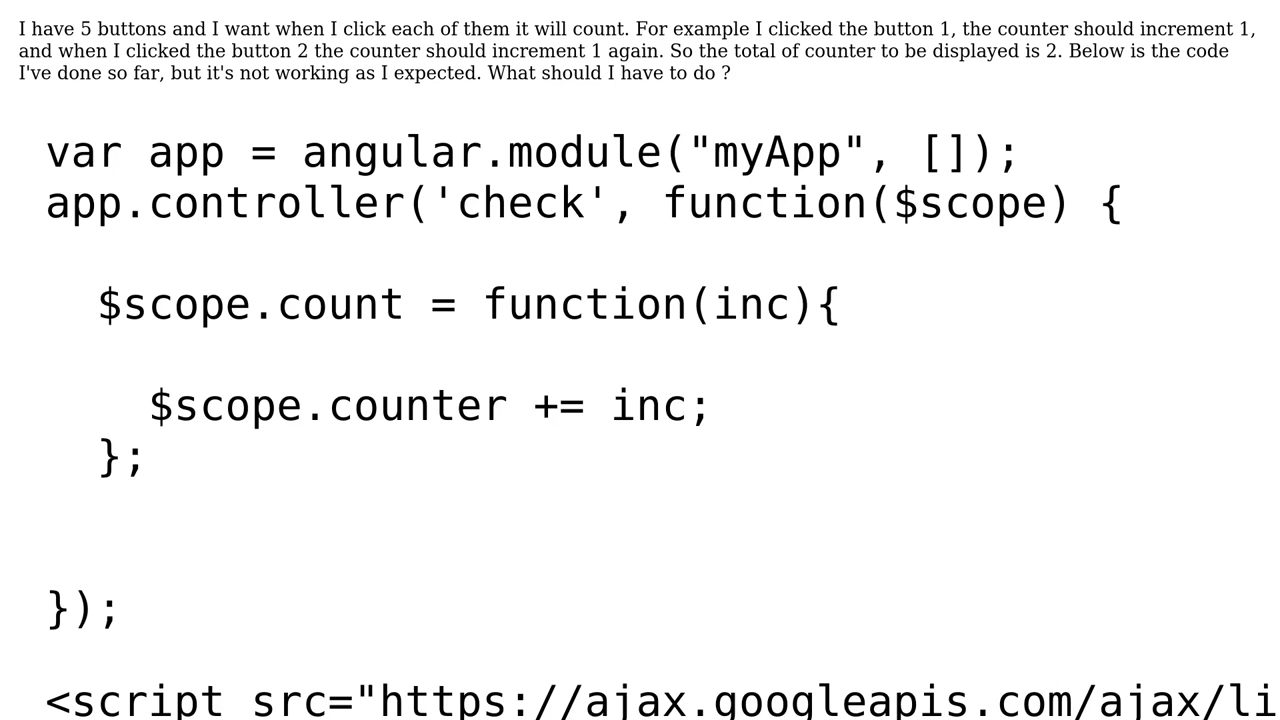 I have 5 buttons and I want when I click each of them it will count. For example I clicked the button 1, the counter should increment 1,
and when I clicked the button 2 the counter should increment 1 again. So the total of counter to be displayed is 2. Below is the code
I've done so far, but it's not working as I expected. What should I have to do ?
var app = angular.module("myApp", []);
app.controller('check', function($scope) {
$scope.count = function(inc){
$scope.counter += inc;
};
});
<script src="https://ajax.googleapis.com/ajax/li